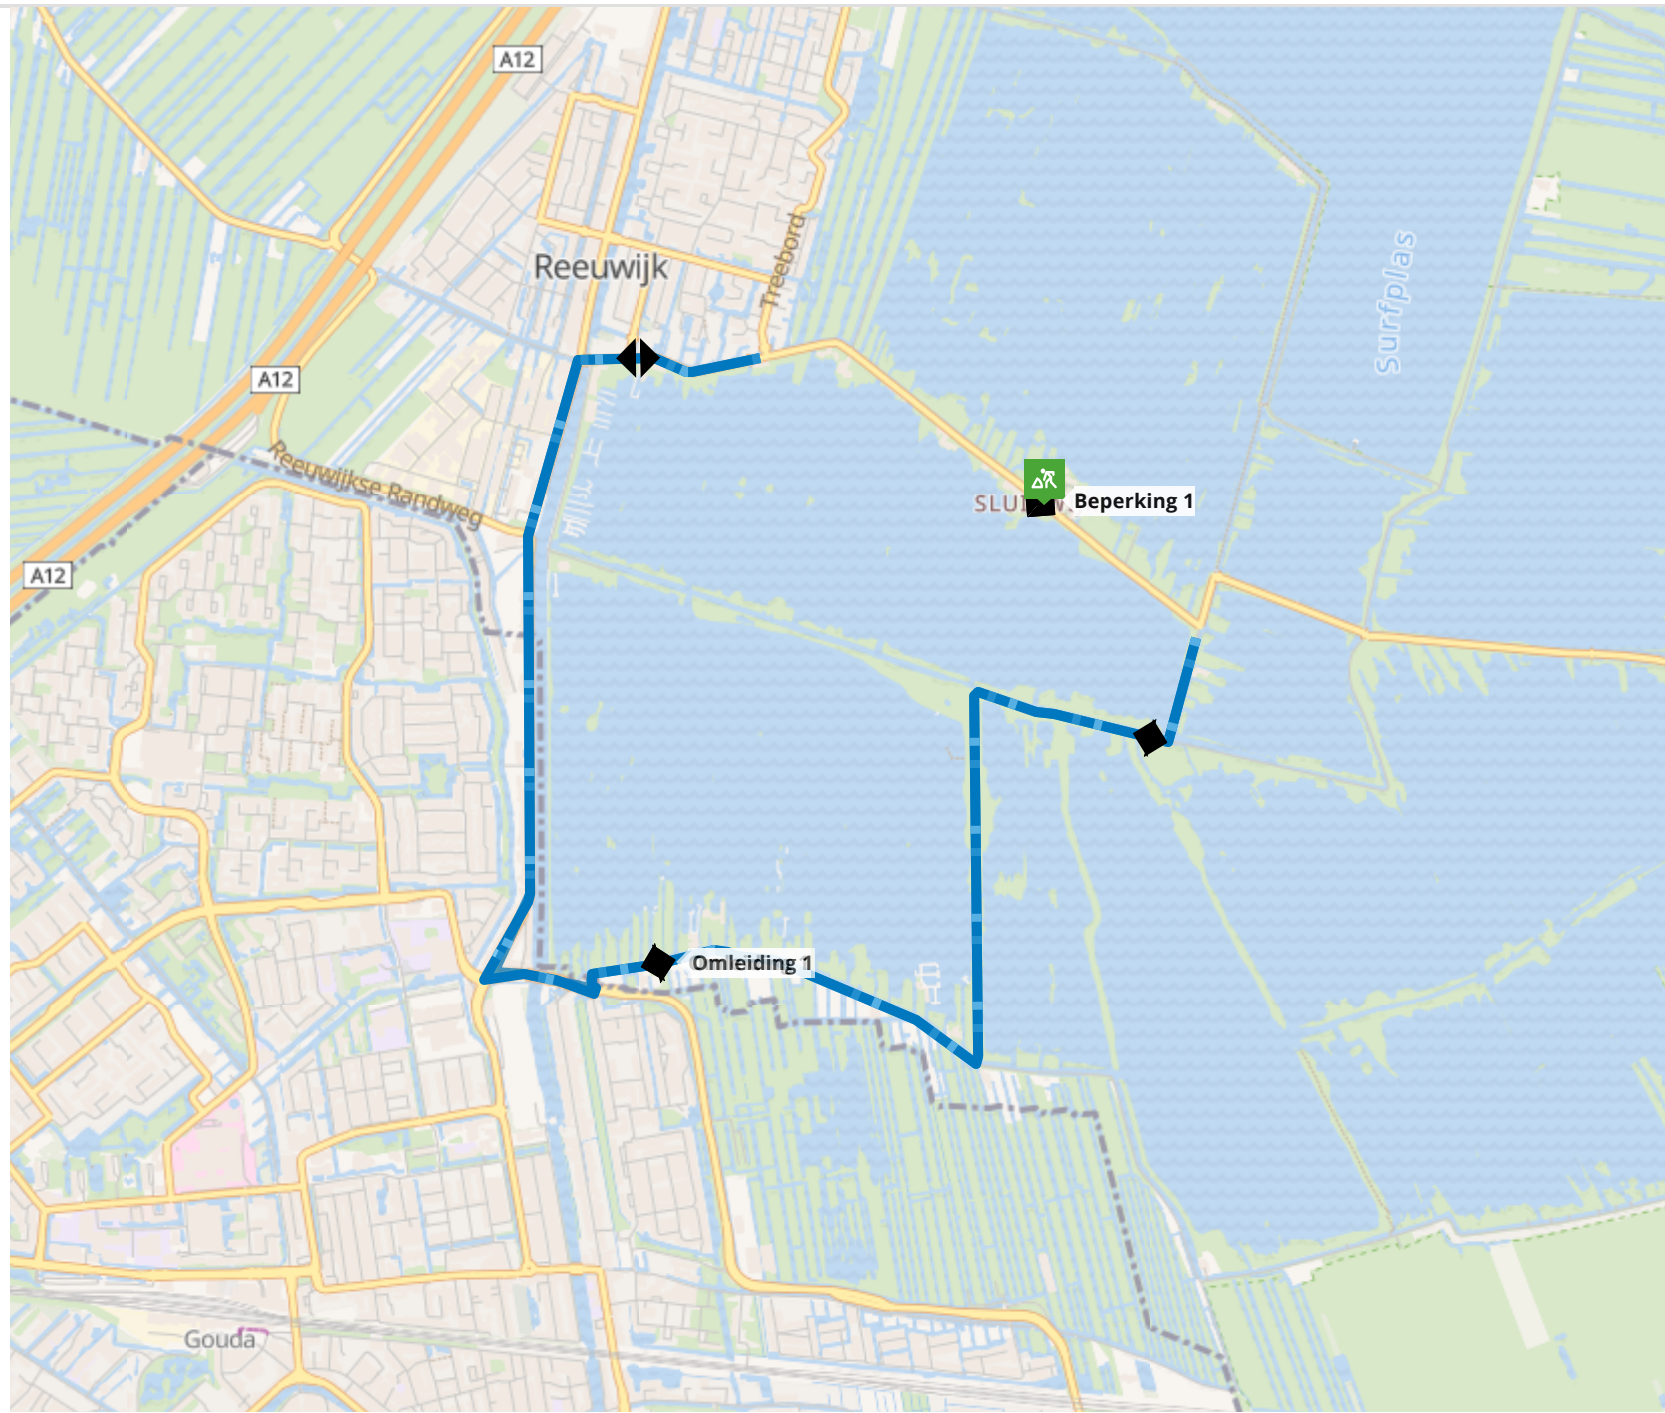 A12
Reeuwijk
Treebord
Surfplas
A12
Reeuwijkse Randweg
Beperking 1
A12
Omleiding 1
Gouda